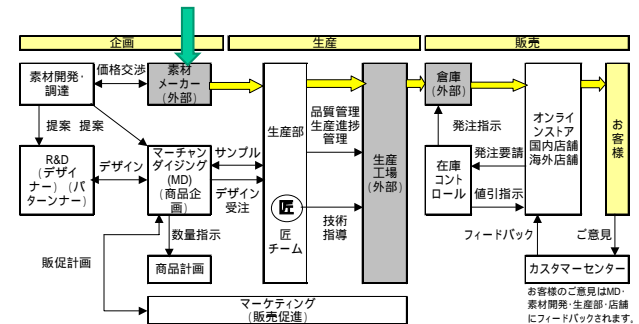 企画
生産
販売
素材開発・
調達
価格交渉
素材
メーカー
(外部)
倉庫
(外部)
提案
提案
生産部
品質管理
生産進捗
管理
生産
工場
(外部)
発注指示
オンライ
ンストア
国内店舗
海外店舗
お客様
R&D
(デザイ
ナー)(パ
ターンナー)
デザイン
マーチャン
ダイジング
(MD)
(商品企
画)
サンプル
デザイン
受注
在庫
コント
ロール
発注要請
値引指示
匠
匠
チーム
技術
指導
数量指示
フィードバック
ご意見
販促計画
商品計画
カスタマーセンター
マーケティング
(販売促進)
お客様のご意見はMD・
素材開発・生産部・店舗
にフィードバックされます。